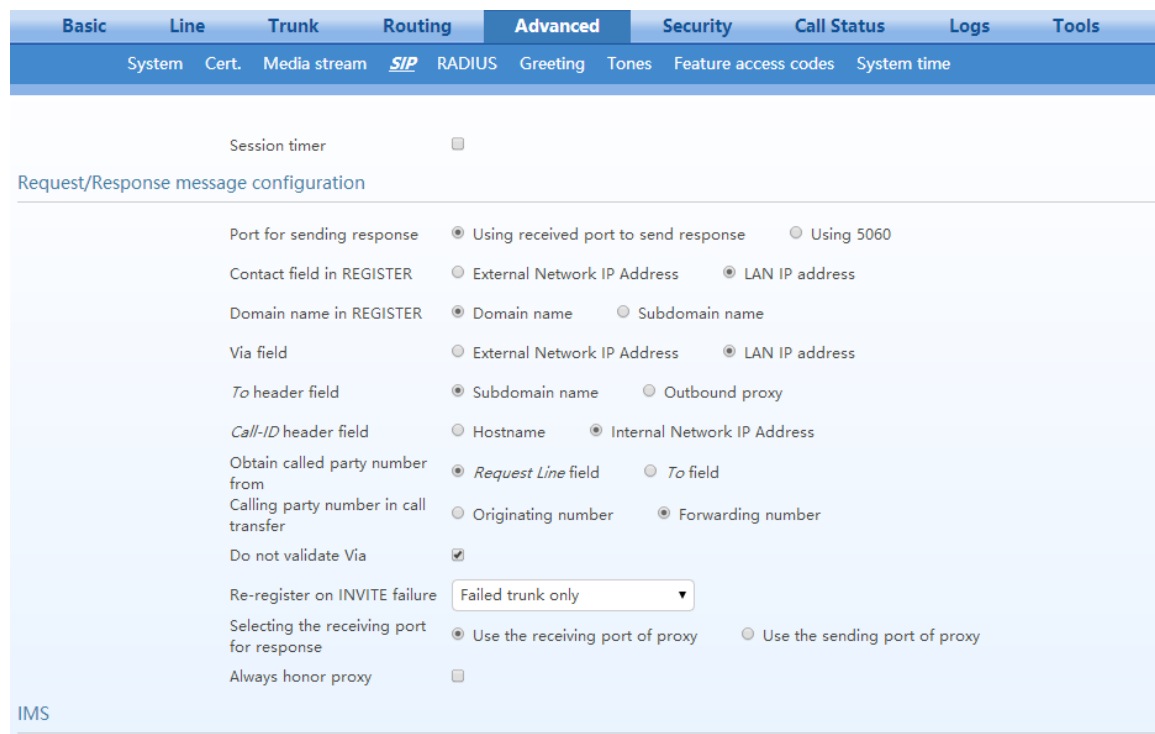 Basic Line Trunk Routing Advanced Security Call Status Logs Tools
System Cert. Media stream SIP RADIUS Greeting Tones Feature access codes System time
Session timer
Request/Response message configuration
Port for sending response Using received port to send response Using 5060
Contact field in REGISTER External Network IP Address LAN IP address
Domain name in REGISTER Domain name Subdomain name
Via field External Network IP Address LAN IP address
To header field Subdomain name Outbound proxy
Call-ID header field Hostname Internal Network IP Address
Obtain called party number
from Request Line field To field
Calling party number in call
transfer Originating number Forwarding number
Do not validate Via
Re-register on INVITE failure Failed trunk only
Selecting the receiving port
for response Use the receiving port of proxy Use the sending port of proxy
Always honor proxy
IMS